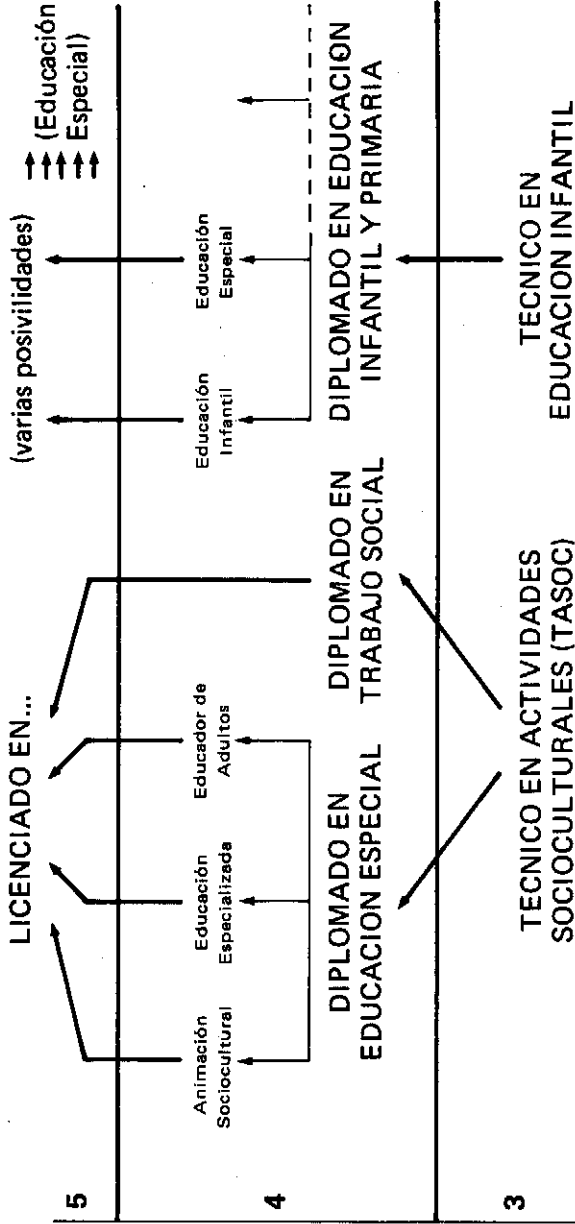 5
LICENCIADO EN...
(varias posivilidades)
(Educación
Especial)
4
Animación
Sociocultural
Educación
Especializada
Educador de
Adultos
Educación
Infantil
Educación
Especial
DIPLOMADO EN
EDUCACION ESPECIAL
DIPLOMADO EN
TRABAJO SOCIAL
DIPLOMADO EN EDUCACION
INFANTIL Y PRIMARIA
3
TECNICO EN ACTIVIDADES
SOCIOCULTURALES (TASOC)
TECNICO EN
EDUCACION INFANTIL